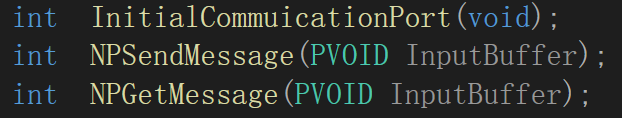 int  InitialCommuicationPort(void);
int  NPSendMessage(PVOID InputBuffer);
int  NPGetMessage(PVOID InputBuffer);